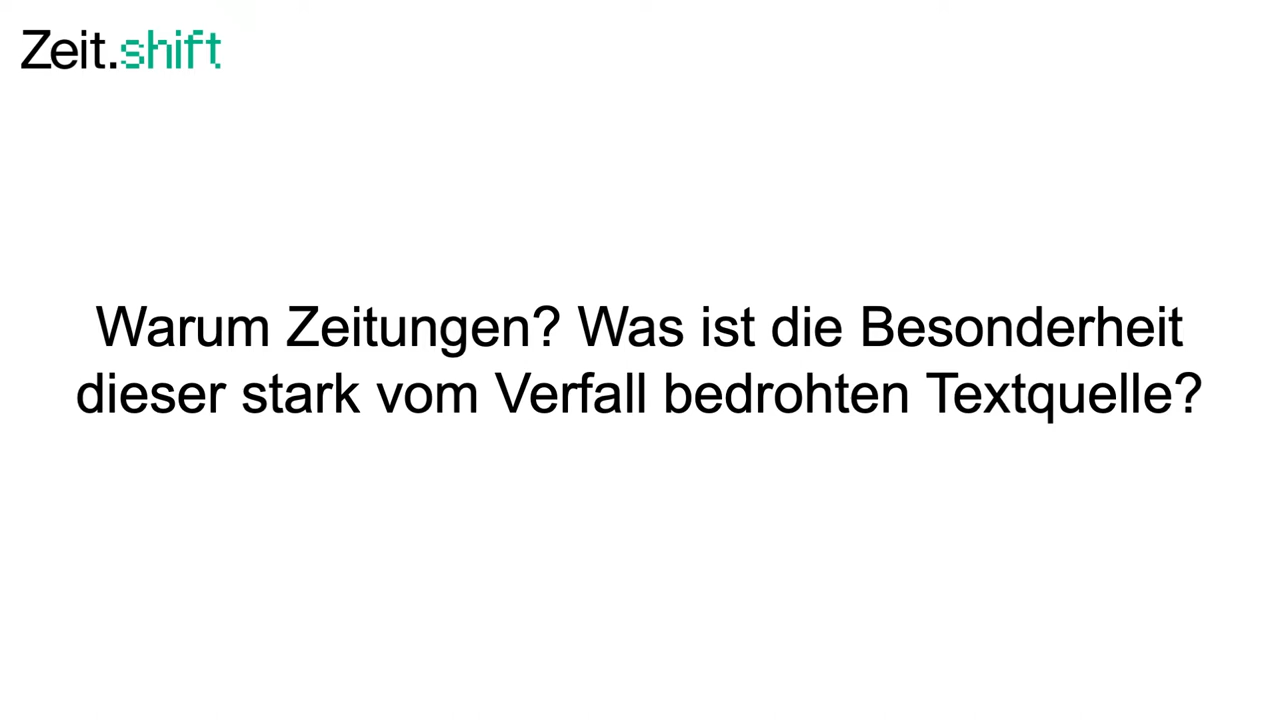 Zeit.shift
Warum Zeitungen? Was ist die Besonderheit
dieser stark vom Verfall bedrohten Textquelle?